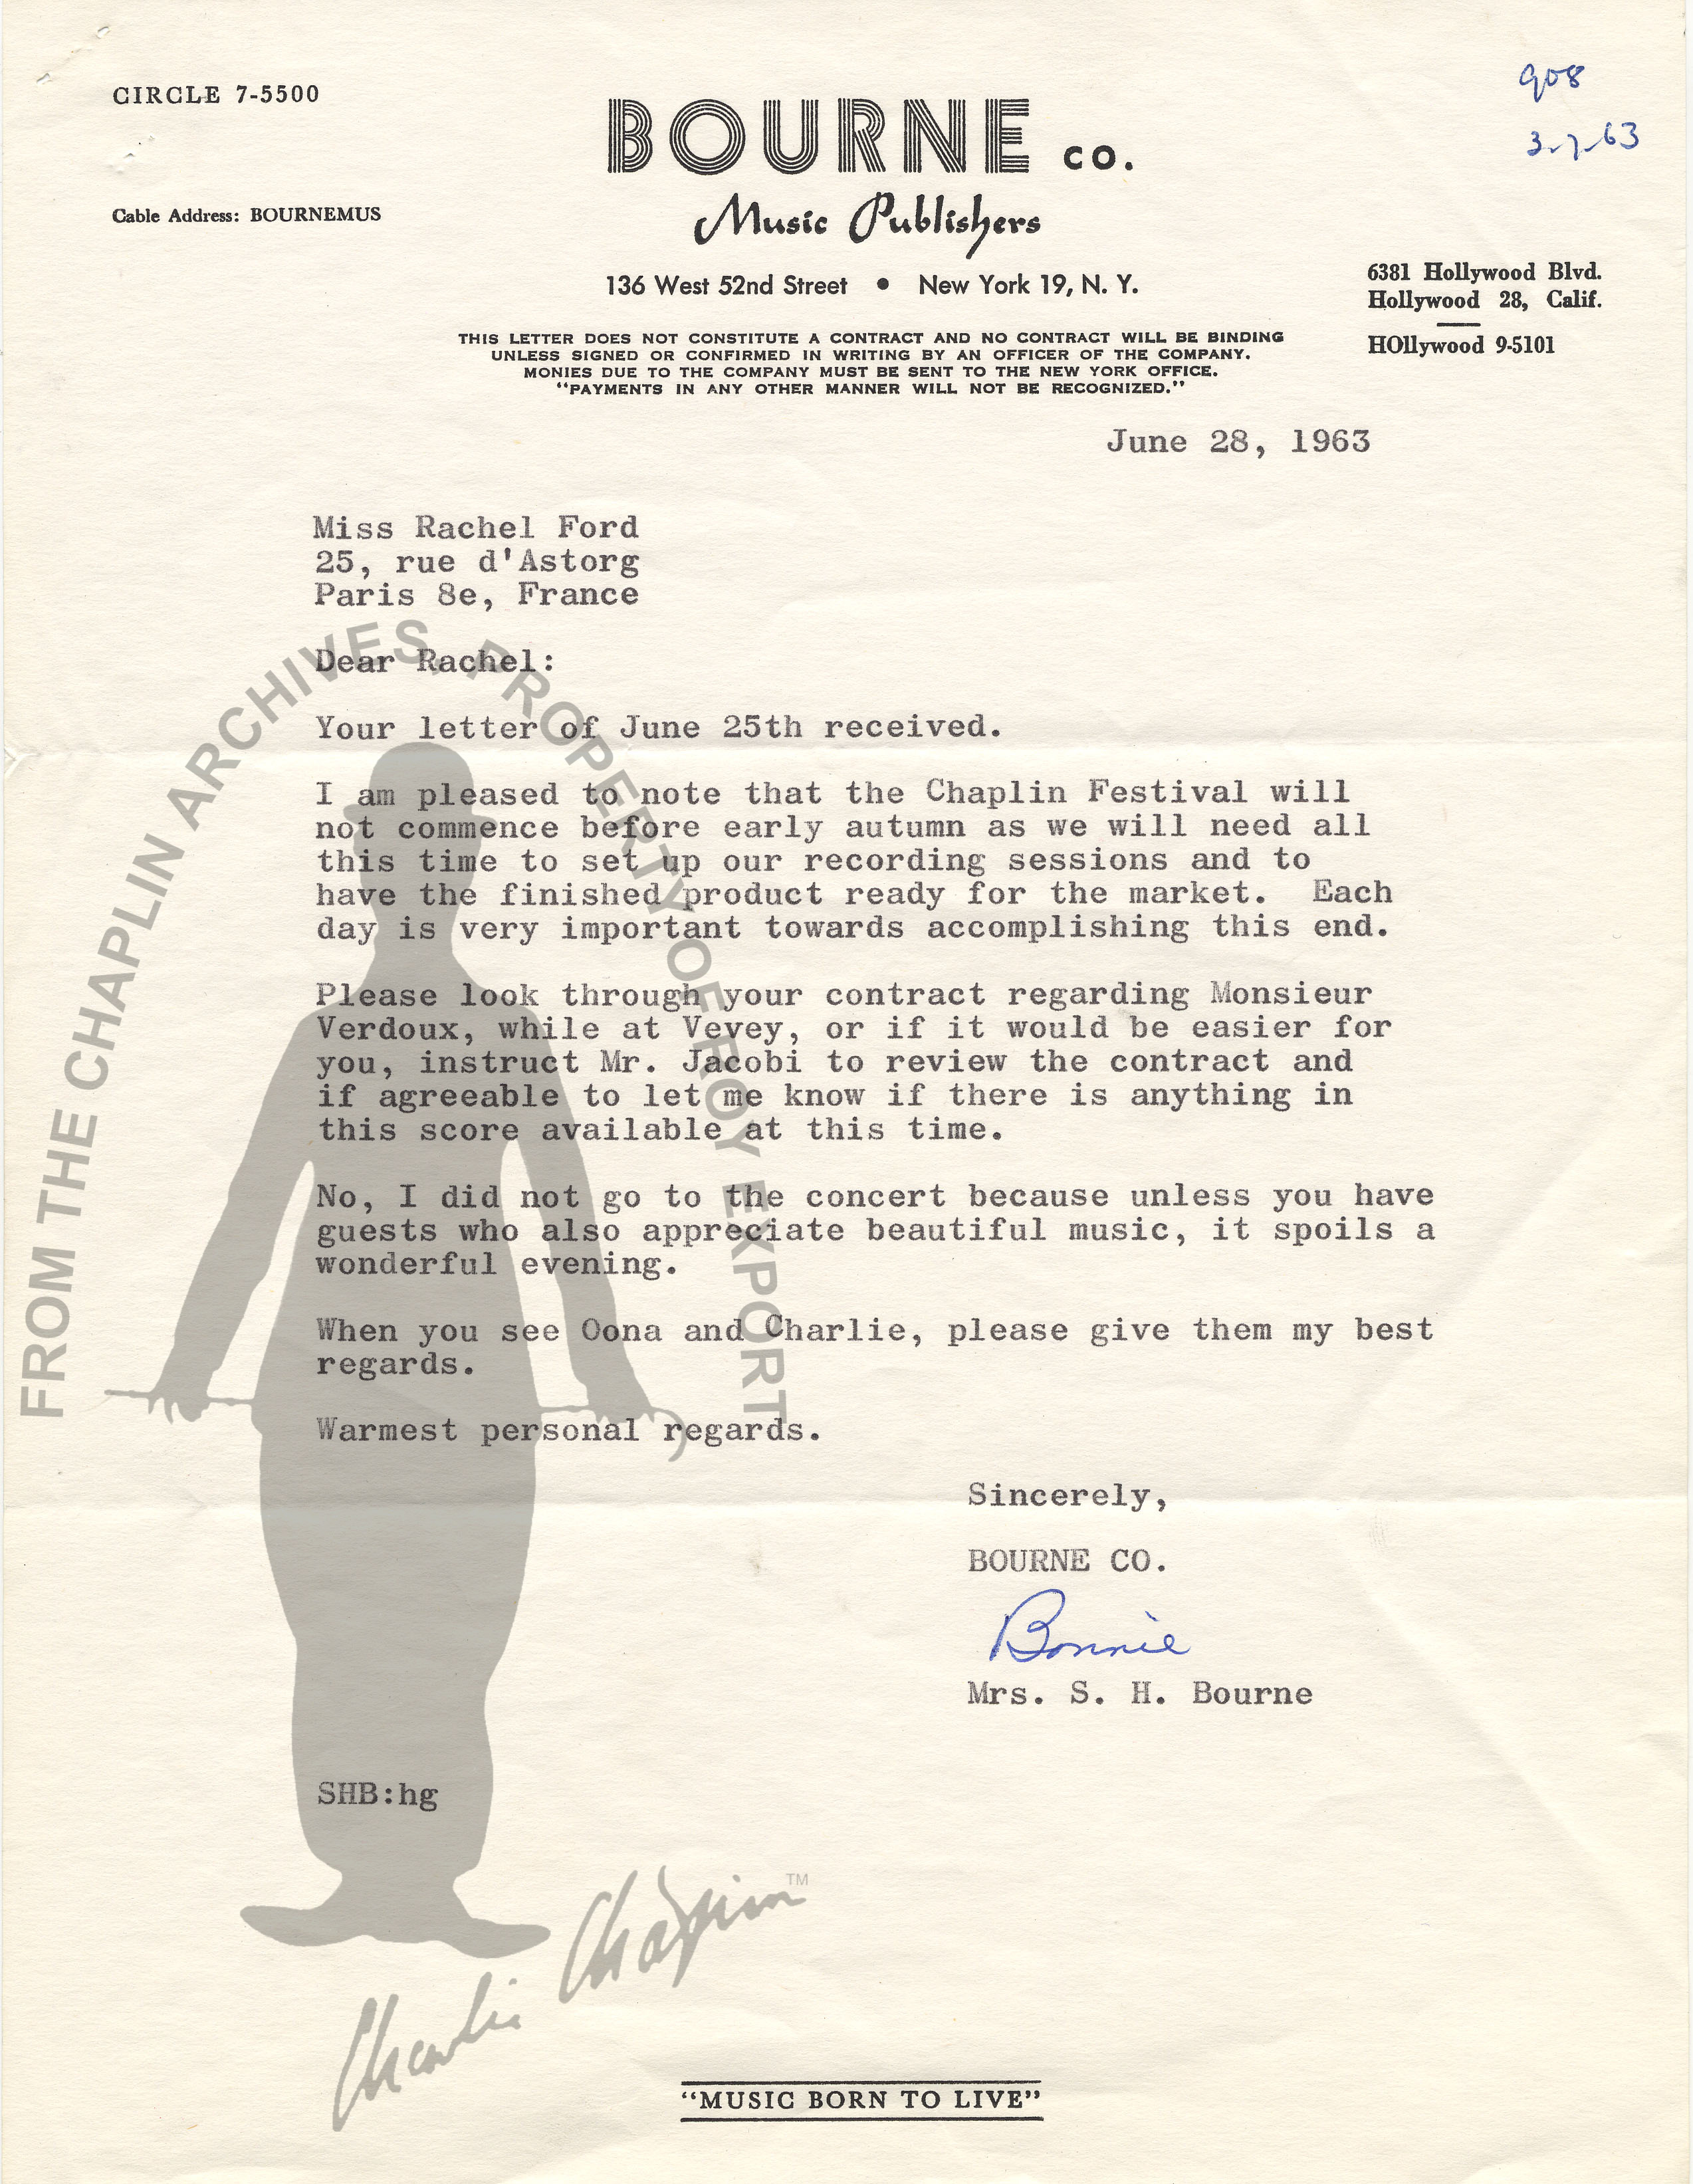 CIRCLE 7-5500
908
3-7-63
BOURNE CO.
Music Publishers
Cable Address: BOURNEMUS
136 West 52nd Street • New York 19, N. Y.
6381 Hollywood Blvd.
Hollywood 28, Calif.
HOllywood 9-5101
THIS LETTER DOES NOT CONSTITUTE A CONTRACT AND NO CONTRACT WILL BE BINDING
UNLESS SIGNED OR CONFIRMED IN WRITING BY AN OFFICER OF THE COMPANY.
MONIES DUE TO THE COMPANY MUST BE SENT TO THE NEW YORK OFFICE.
"PAYMENTS IN ANY OTHER MANNER WILL NOT BE RECOGNIZED."
June 28, 1963
Miss Rachel Ford
25, rue d'Astorg
Paris 8e, France
Dear Rachel:
Your letter of June 25th received.
I am pleased to note that the Chaplin Festival will
not commence before early autumn as we will need all
this time to set up our recording sessions and to
have the finished product ready for the market. Each
day is very important towards accomplishing this end.
Please look through your contract regarding Monsieur
Verdoux, while at Vevey, or if it would be easier for
you, instruct Mr. Jacobi to review the contract and
if agreeable to let me know if there is anything in
this score available at this time.
No, I did not go to the concert because unless you have
guests who also appreciate beautiful music, it spoils a
wonderful evening.
When you see Oona and Charlie, please give them my best
regards.
Warmest personal regards.
Sincerely,
BOURNE CO.
Bonnie
Mrs. S. H. Bourne
SHB:hg
"MUSIC BORN TO LIVE"
FROM THE CHAPLIN ARCHIVES, PROPERTY OF ROY EXPORT
Charlie Chaplin™